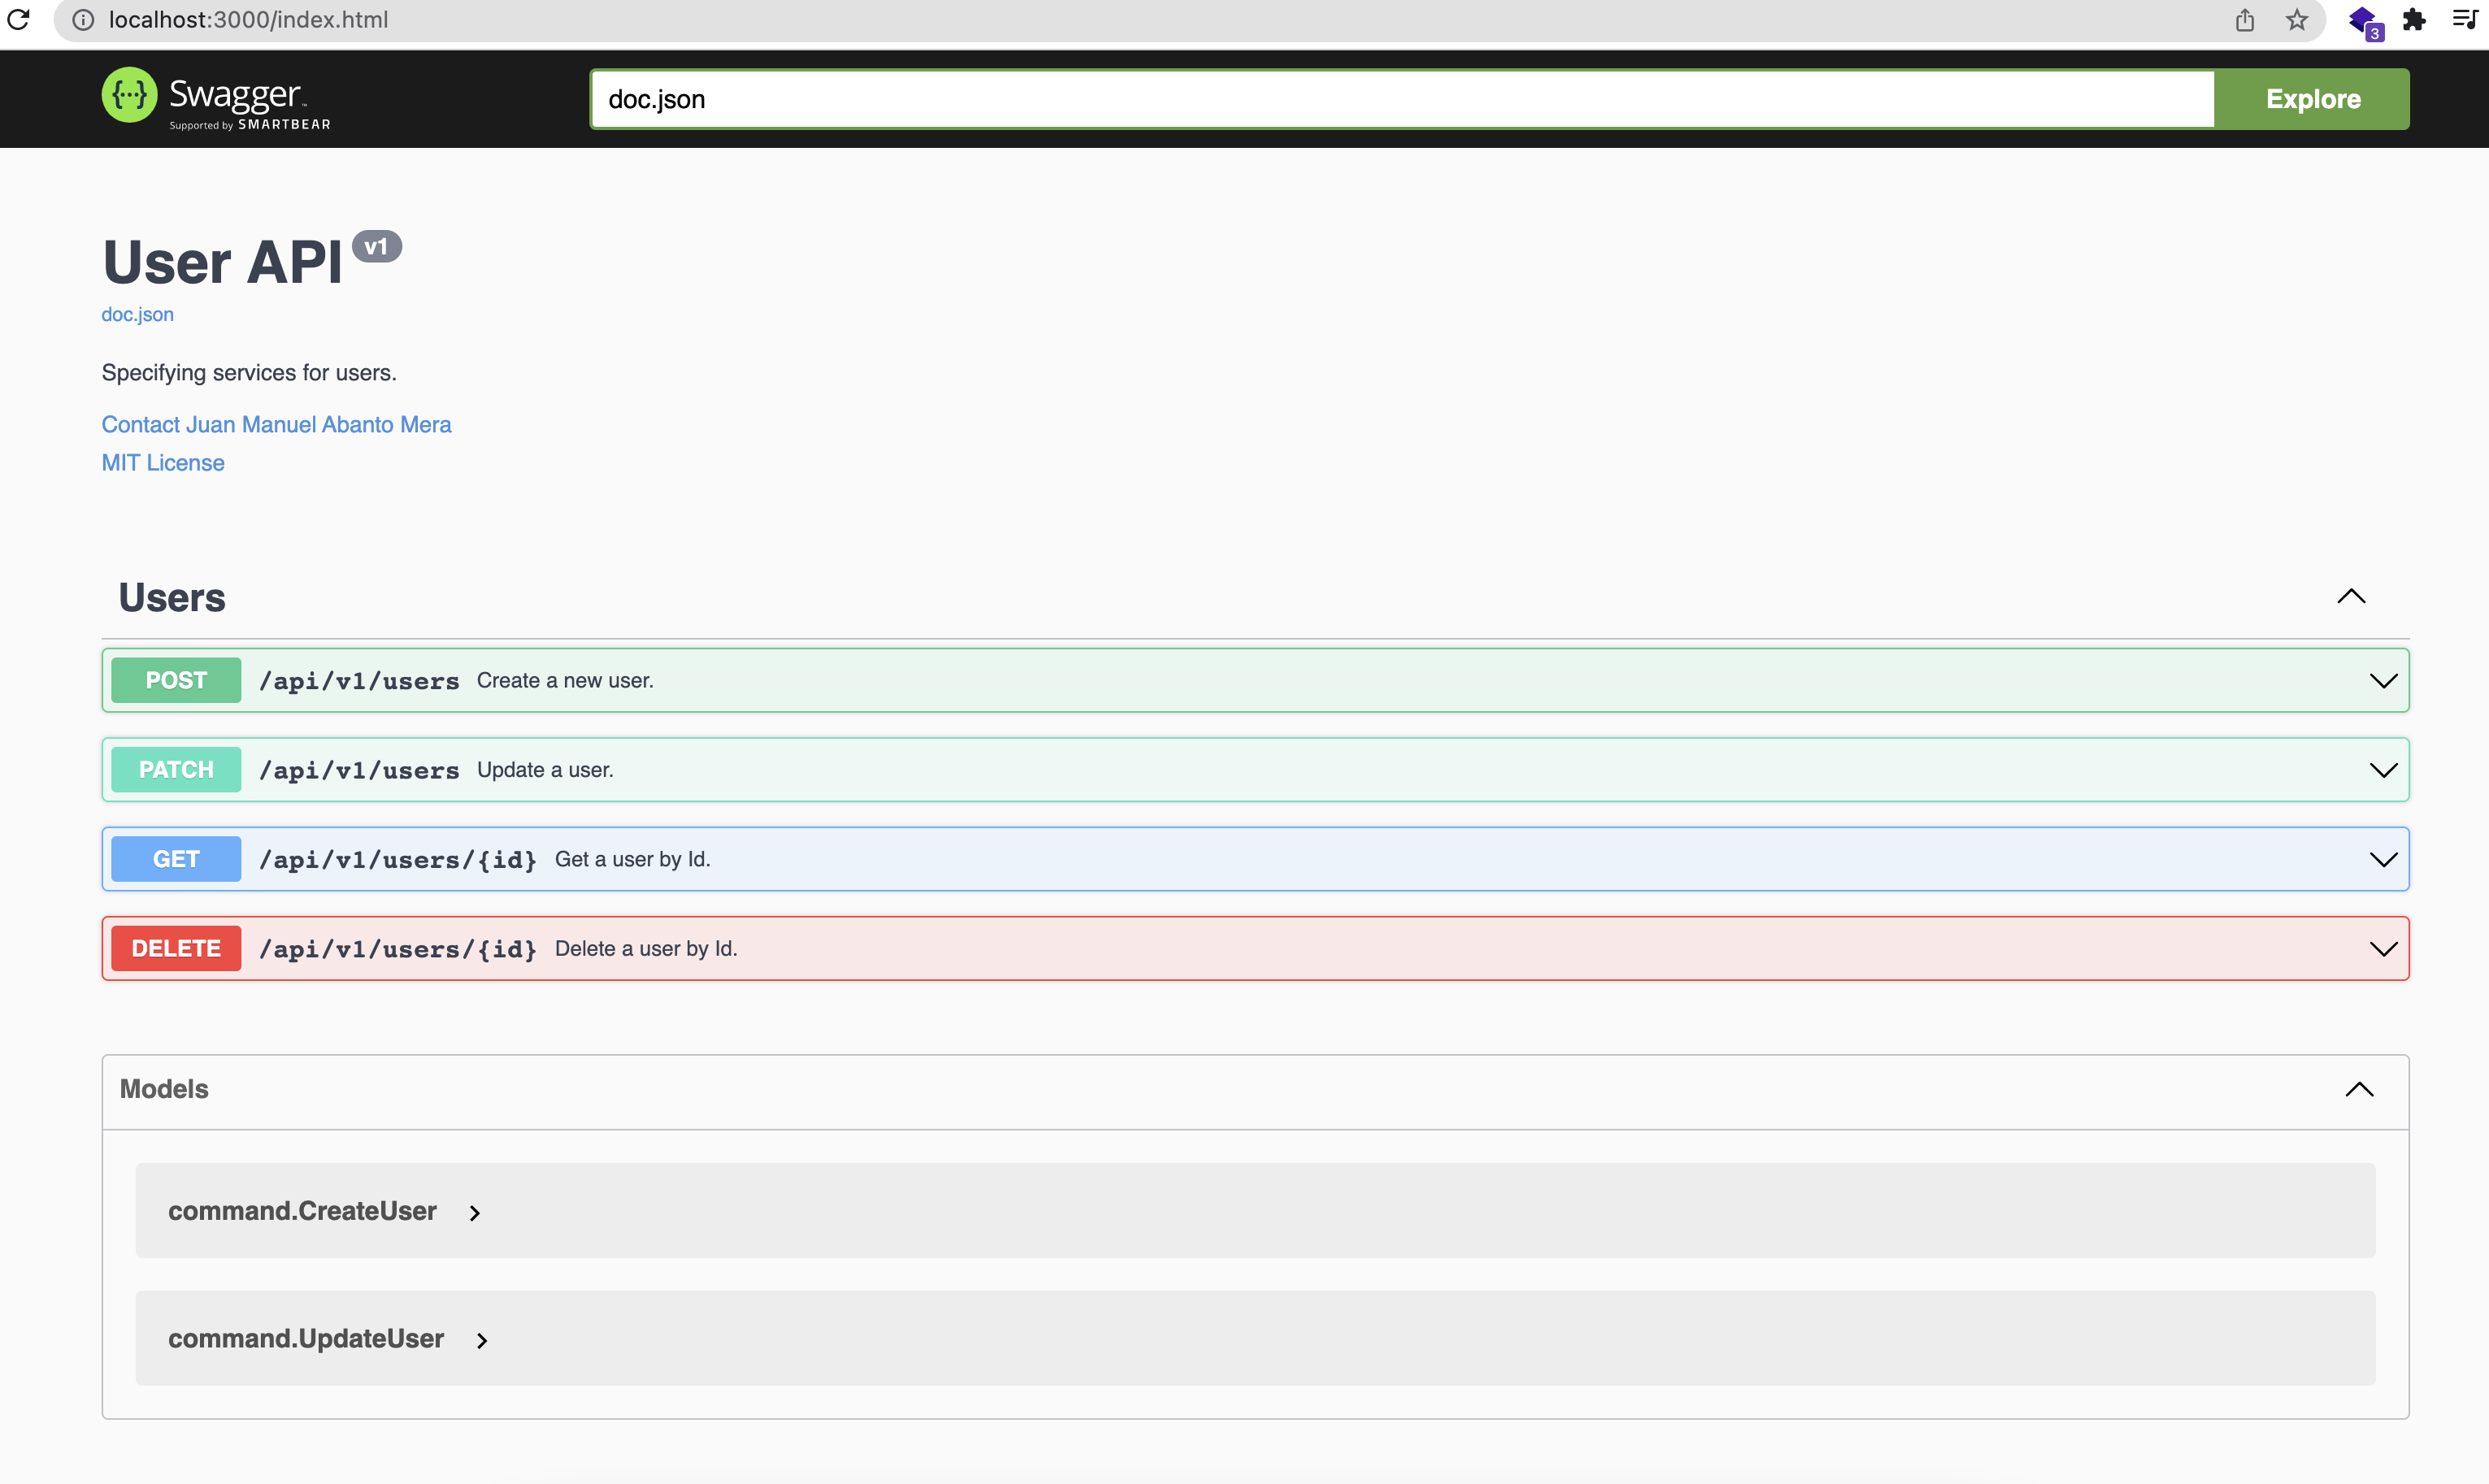 localhost:3000/index.html
3
{···} Swagger™
Supported by SMARTBEAR
doc.json
Explore
User API v1
doc.json
Specifying services for users.
Contact Juan Manuel Abanto Mera
MIT License
Users
POST /api/v1/users Create a new user.
PATCH /api/v1/users Update a user.
GET /api/v1/users/{id} Get a user by Id.
DELETE /api/v1/users/{id} Delete a user by Id.
Models
command.CreateUser
command.UpdateUser